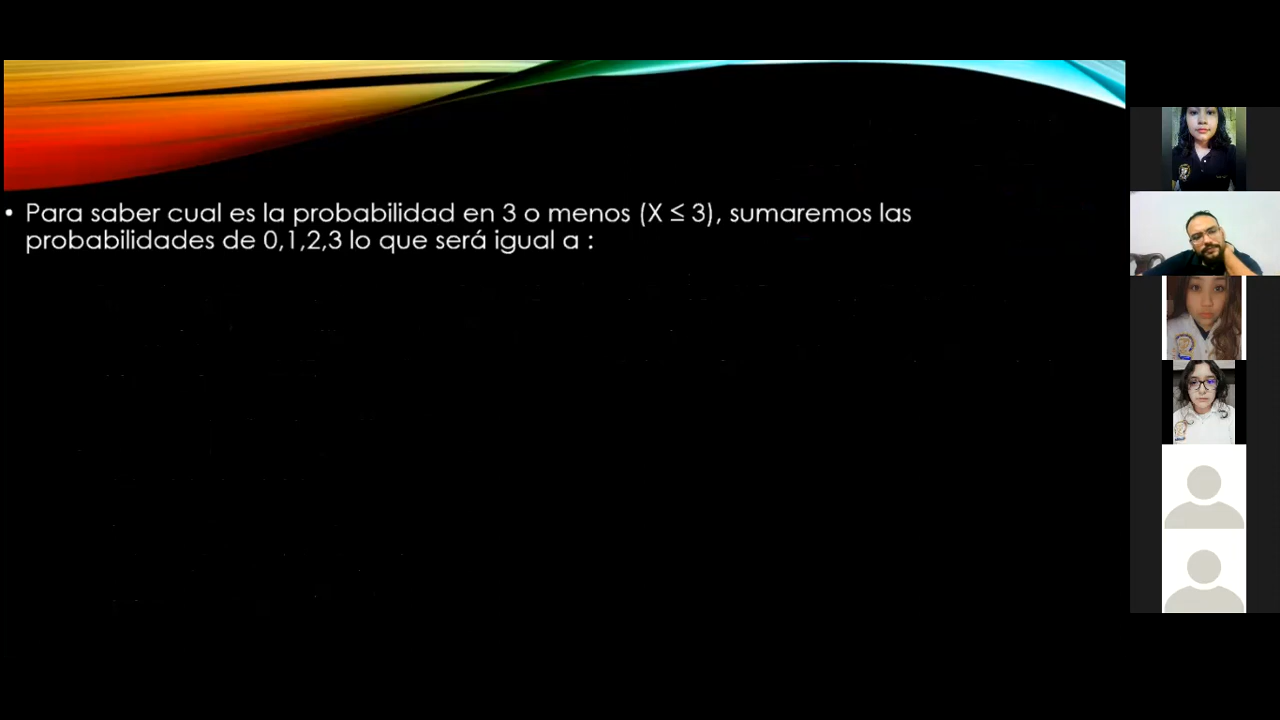 • Para saber cual es la probabilidad en 3 o menos (X ≤ 3), sumaremos las
probabilidades de 0,1,2,3 lo que será igual a :